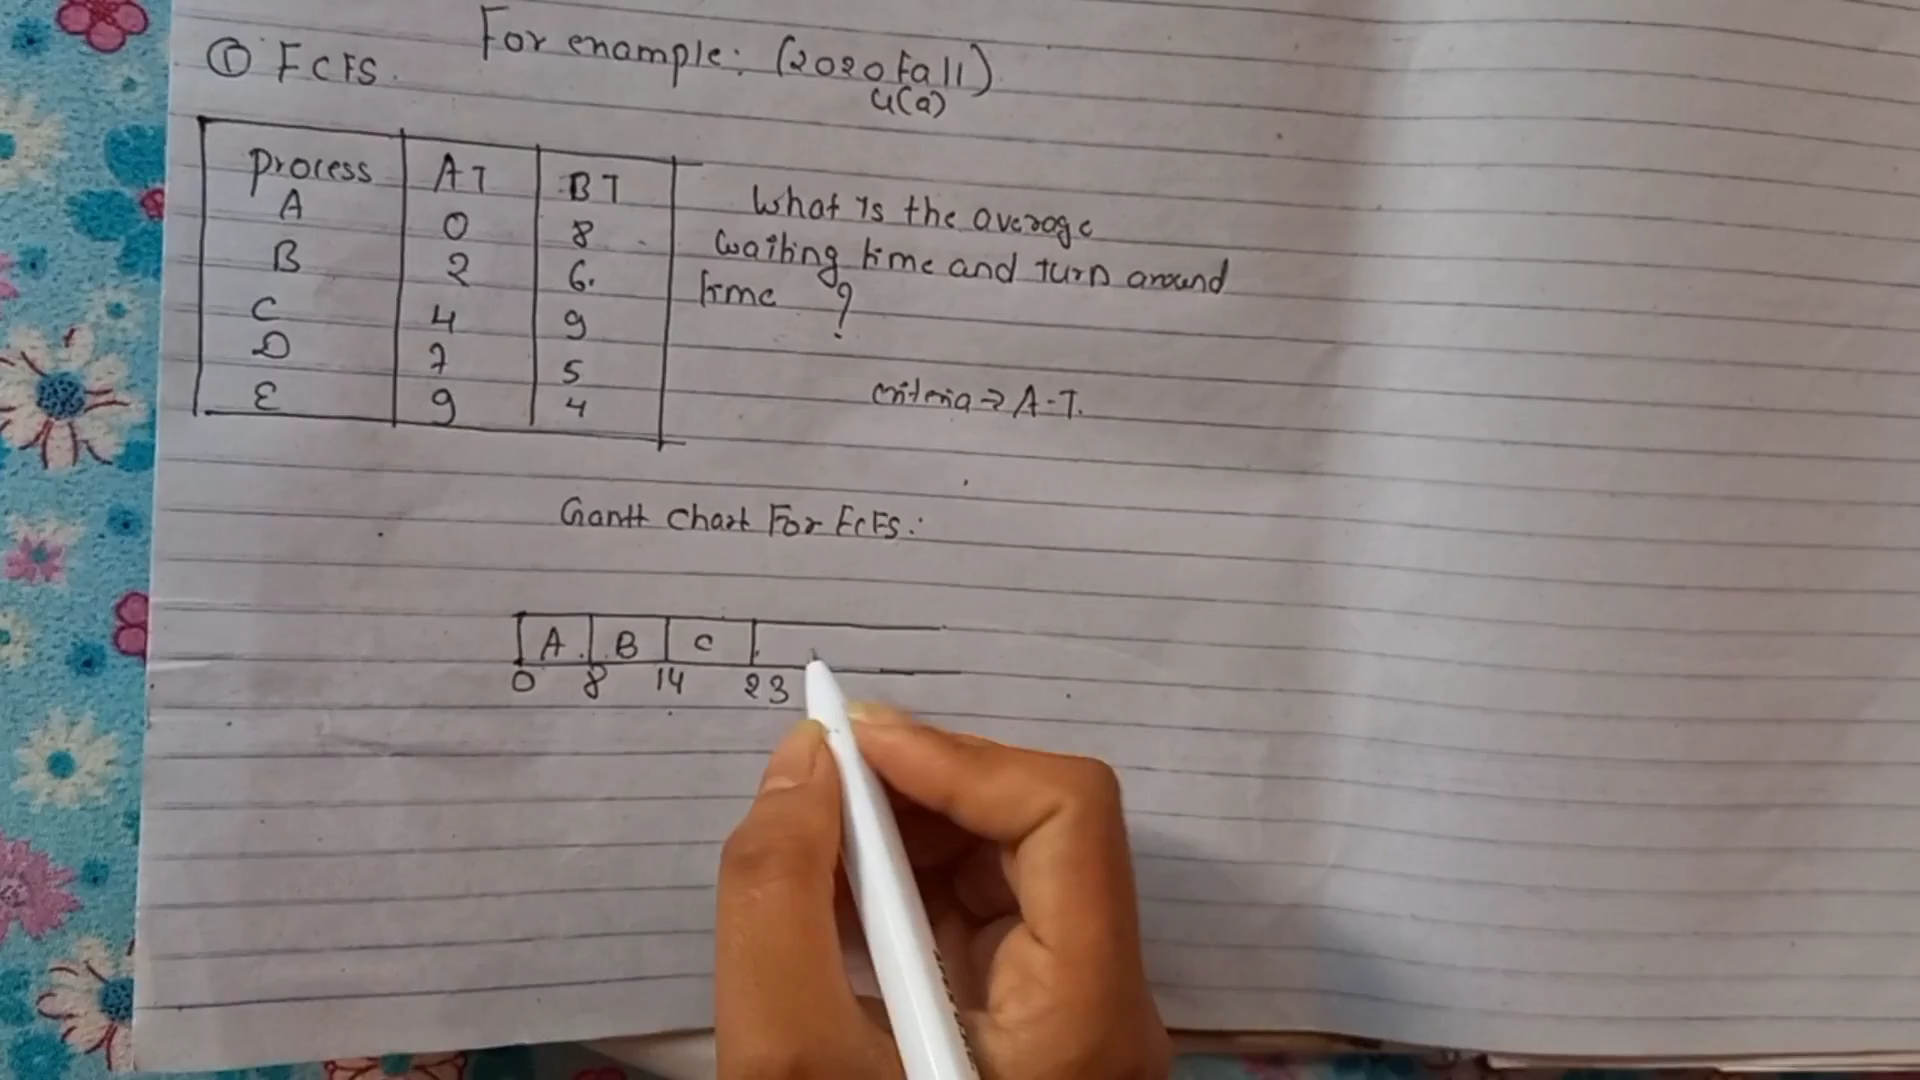 For enample: (2020 Fall)
① FCFS.
4(a)
Process AT BT
A 0 8
B 2 6.
C 4 9
D 7 5
E 9 4
What is the average
waiting time and turn around
time ?
criteria → A.T.
Gantt Chart For FCFS:
A B C
0 8 14 23